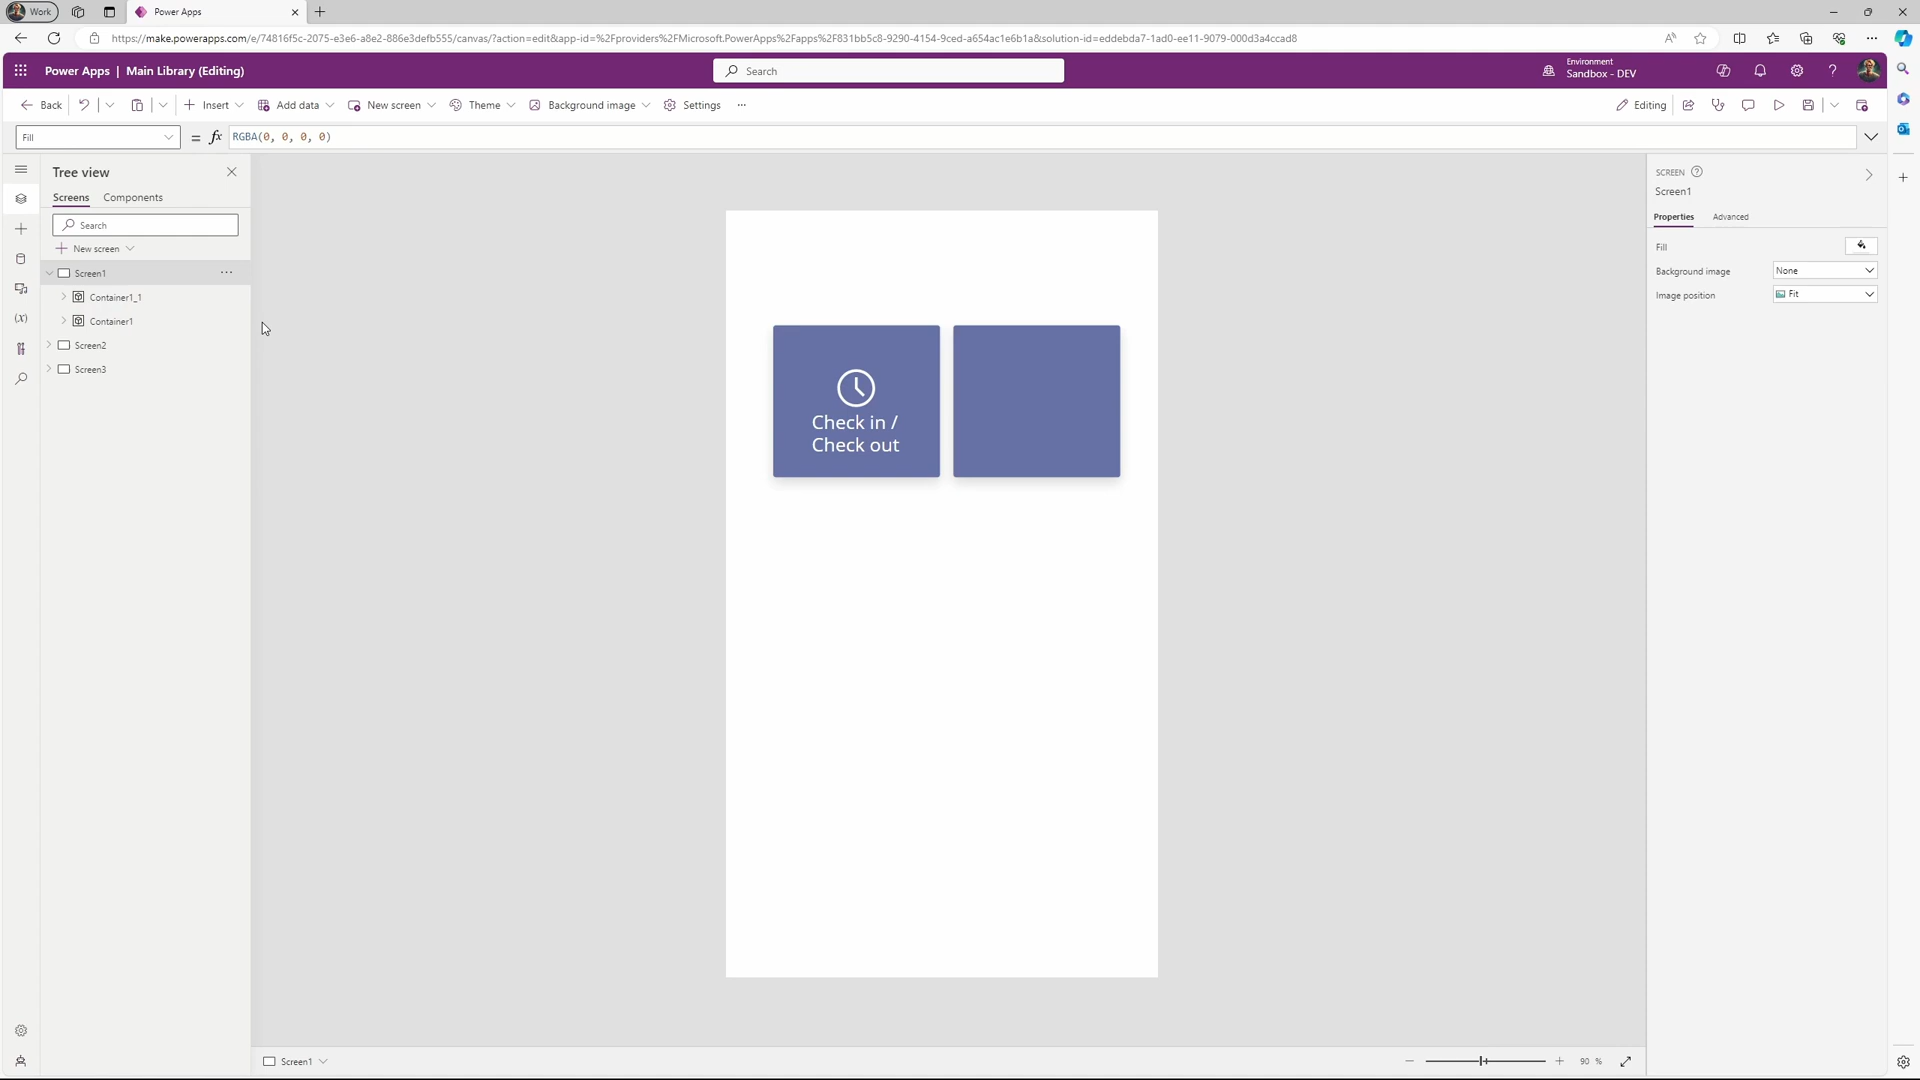 Work
Power Apps
https://make.powerapps.com/e/74816f5c-2075-e3e6-a8e2-886e3defb555/canvas/?action=edit&app-id=%2Fproviders%2FMicrosoft.PowerApps%2Fapps%2F831bb5c8-9290-4154-9ced-a654ac1e6b1a&solution-id=eddebda7-1ad0-ee11-9079-000d3a4ccad8
Power Apps | Main Library (Editing)
Search
Environment
Sandbox - DEV
Back
Insert
Add data
New screen
Theme
Background image
Settings
Editing
Fill
= fx RGBA(0, 0, 0, 0)
Tree view
Screens
Components
Search
New screen
Screen1
Container1_1
Container1
Screen2
Screen3
Check in /
Check out
SCREEN
Screen1
Properties
Advanced
Fill
Background image
None
Image position
Fit
Screen1
90 %